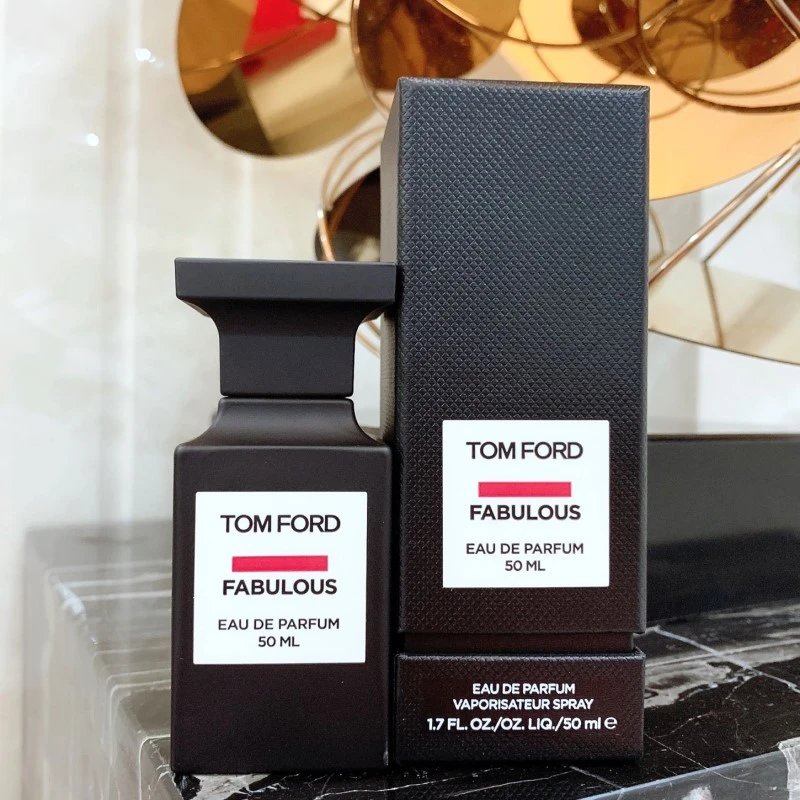 TOM FORD
FABULOUS
EAU DE PARFUM
50 ML
TOM FORD
FABULOUS
EAU DE PARFUM
50 ML
EAU DE PARFUM
VAPORISATEUR SPRAY
1.7 FL. OZ./OZ. LIQ./50 ml ℮